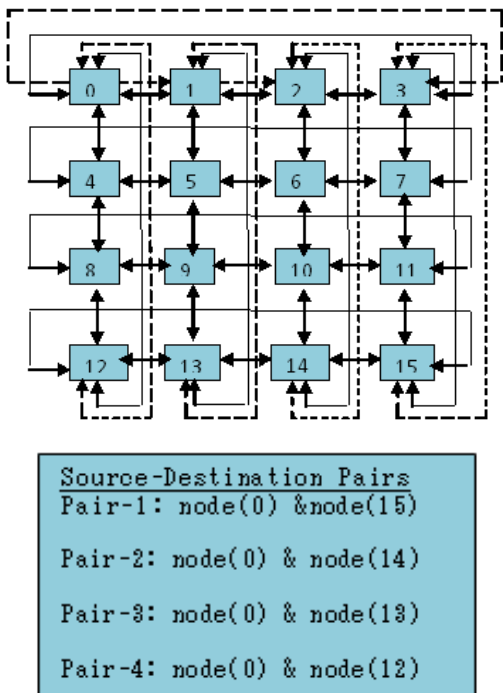 0 1 2 3
4 5 6 7
8 9 10 11
12 13 14 15
Source-Destination Pairs
Pair-1: node(0) &node(15)
Pair-2: node(0) & node(14)
Pair-3: node(0) & node(13)
Pair-4: node(0) & node(12)